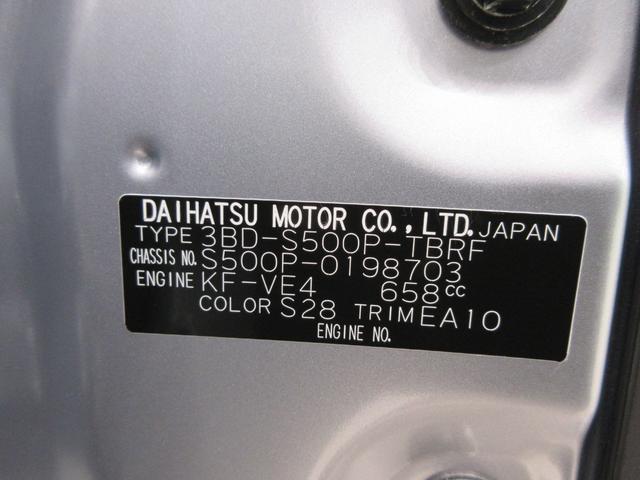 DAIHATSU MOTOR CO., LTD. JAPAN
TYPE 3BD-S500P-TBRF
CHASSIS NO. S500P-0198703
ENGINE KF-VE4 658cc
COLOR S28 TRIM EA10
ENGINE NO.